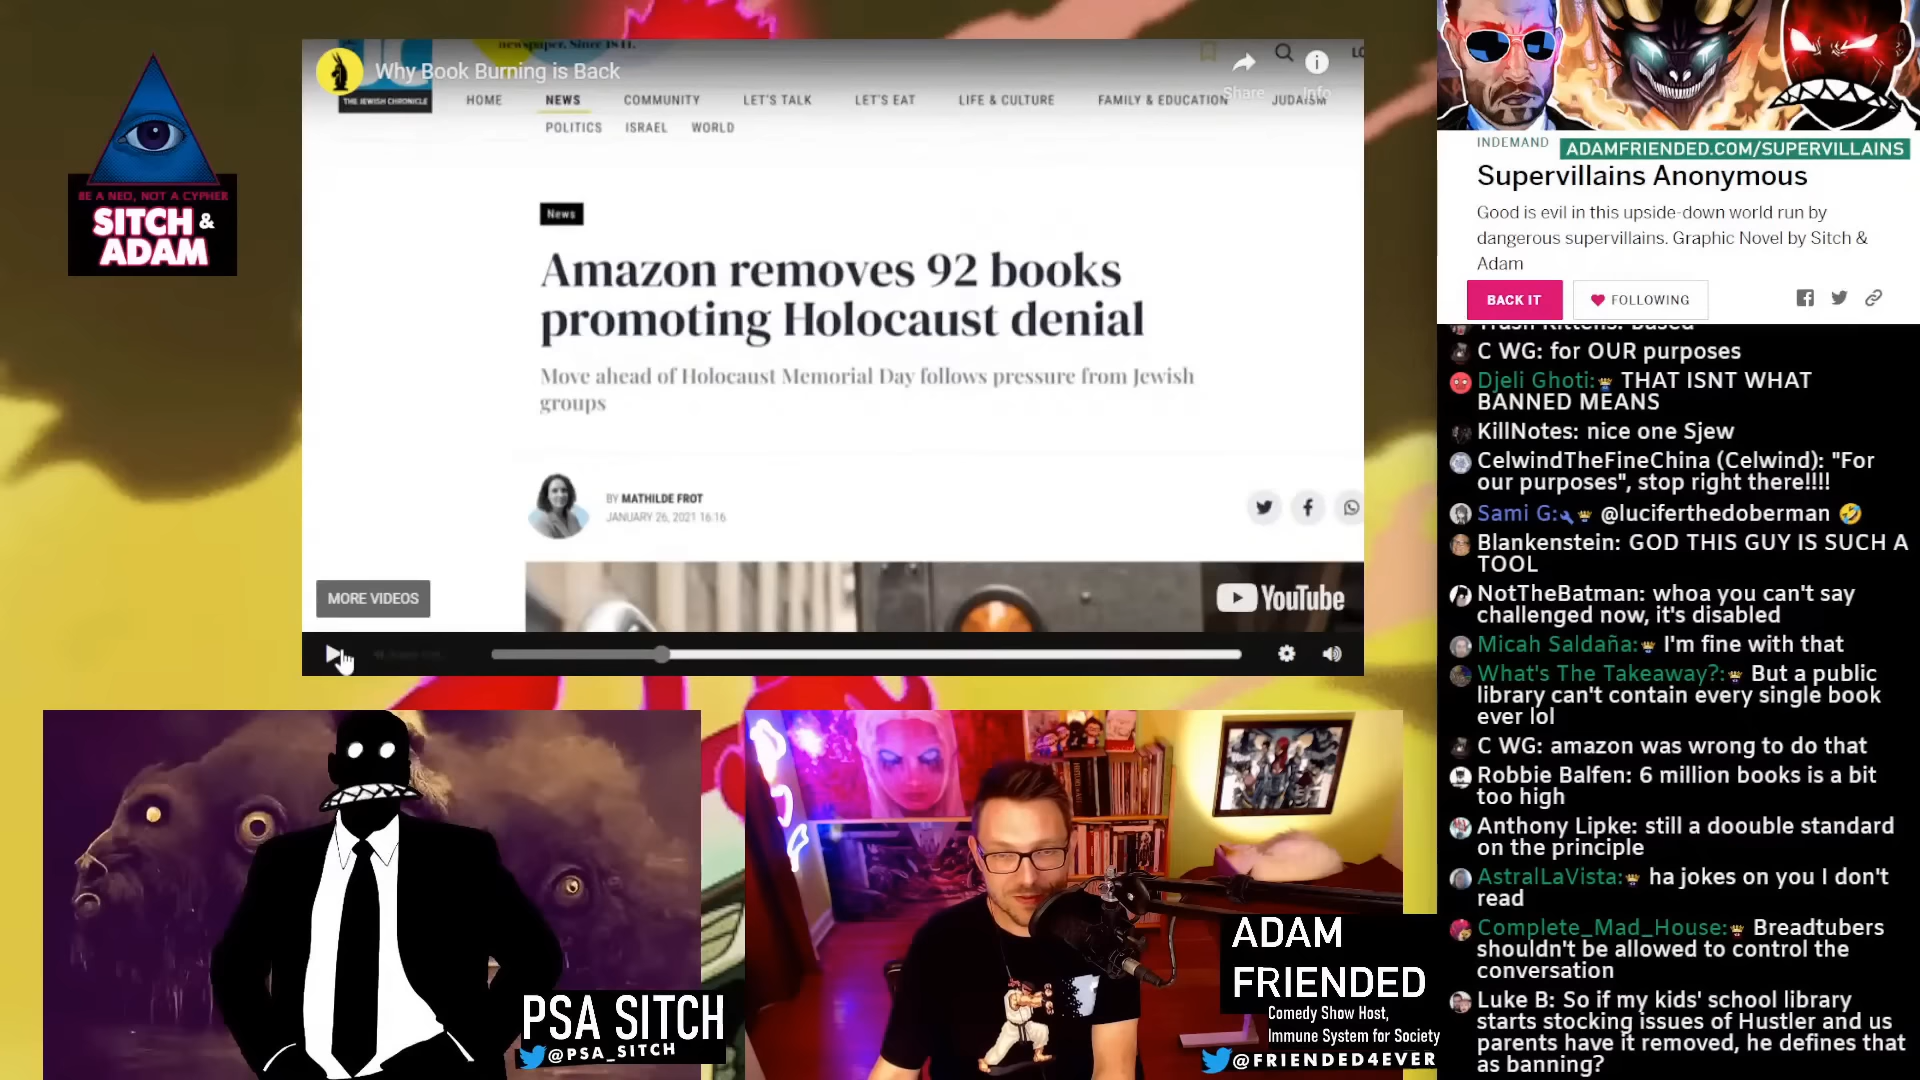 BE A NEO, NOT A CYPHER
SITCH &
ADAM
newspaper. Since 1841.
Why Book Burning is Back
Share
Info
THE JEWISH CHRONICLE
HOME
NEWS
COMMUNITY
LET'S TALK
LET'S EAT
LIFE & CULTURE
FAMILY & EDUCATION
JUDAISM
POLITICS
ISRAEL
WORLD
News
Amazon removes 92 books
promoting Holocaust denial
Move ahead of Holocaust Memorial Day follows pressure from Jewish
groups
BY MATHILDE FROT
JANUARY 26, 2021 16:16
MORE VIDEOS
YouTube
PSA SITCH
@PSA_SITCH
ADAM
FRIENDED
Comedy Show Host,
Immune System for Society
@FRIENDED4EVER
INDEMAND
ADAMFRIENDED.COM/SUPERVILLAINS
Supervillains Anonymous
Good is evil in this upside-down world run by
dangerous supervillains. Graphic Novel by Sitch &
Adam
BACK IT
FOLLOWING
Trash Kittens: Based
C WG: for OUR purposes
Djeli Ghoti: THAT ISNT WHAT
BANNED MEANS
KillNotes: nice one Sjew
CelwindTheFineChina (Celwind): "For
our purposes", stop right there!!!!
Sami G: @luciferthedoberman 🤣
Blankenstein: GOD THIS GUY IS SUCH A
TOOL
NotTheBatman: whoa you can't say
challenged now, it's disabled
Micah Saldaña: I'm fine with that
What's The Takeaway?: But a public
library can't contain every single book
ever lol
C WG: amazon was wrong to do that
Robbie Balfen: 6 million books is a bit
too high
Anthony Lipke: still a doouble standard
on the principle
AstralLaVista: ha jokes on you I don't
read
Complete_Mad_House: Breadtubers
shouldn't be allowed to control the
conversation
Luke B: So if my kids' school library
starts stocking issues of Hustler and us
parents have it removed, he defines that
as banning?